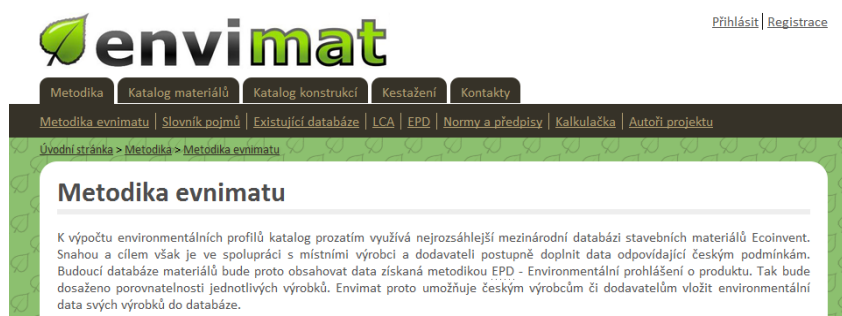 envimat
Přihlásit Registrace
Metodika Katalog materiálů Katalog konstrukcí Kestažení Kontakty
Metodika evnimatu Slovník pojmů Existující databáze LCA EPD Normy a předpisy Kalkulačka Autoři projektu
Úvodní stránka > Metodika > Metodika evnimatu
Metodika evnimatu
K výpočtu environmentálních profilů katalog prozatím využívá nejrozsáhlejší mezinárodní databázi stavebních materiálů Ecoinvent.
Snahou a cílem však je ve spolupráci s místními výrobci a dodavateli postupně doplnit data odpovídající českým podmínkám.
Budoucí databáze materiálů bude proto obsahovat data získaná metodikou EPD - Environmentální prohlášení o produktu. Tak bude
dosaženo porovnatelnosti jednotlivých výrobků. Envimat proto umožňuje českým výrobcům či dodavatelům vložit environmentální
data svých výrobků do databáze.